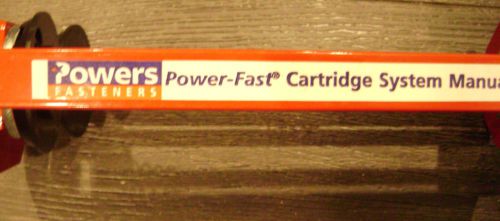 Powers
FASTENERS
Power-Fast® Cartridge System Manua